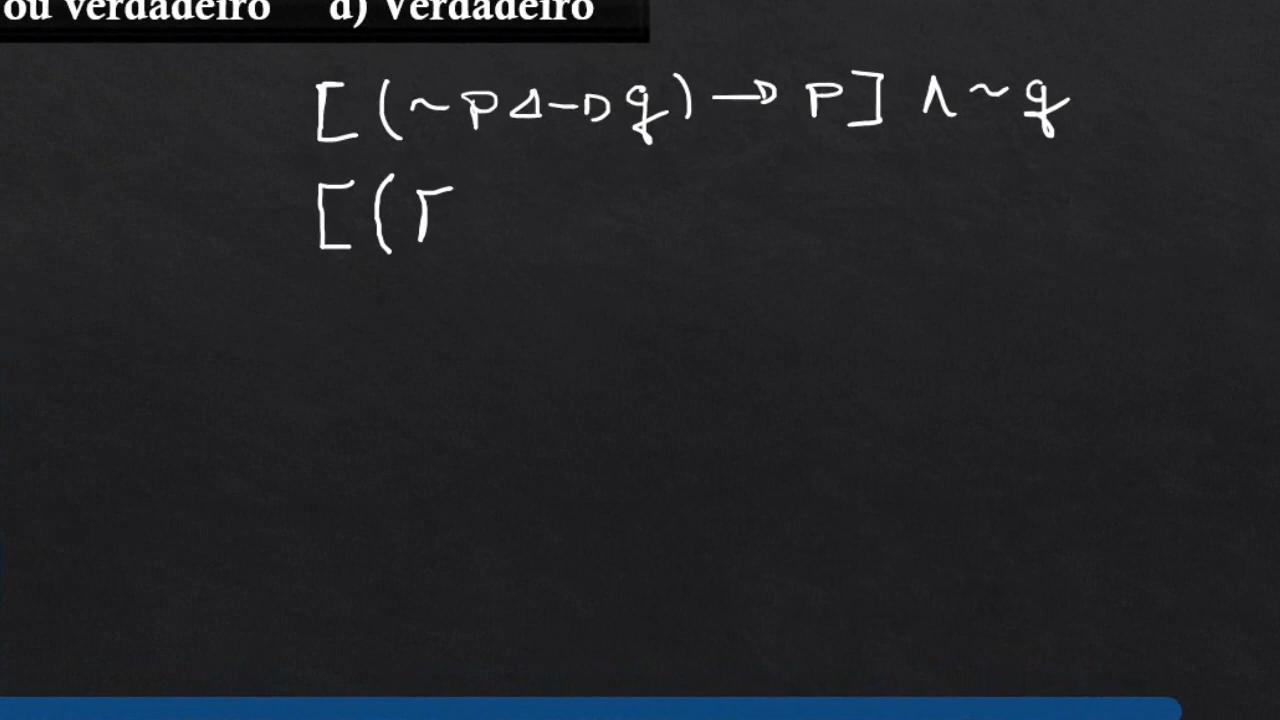 ou verdadeiro d) Verdadeiro
[(~P ↔ q) → P] ∧ ~q
[(